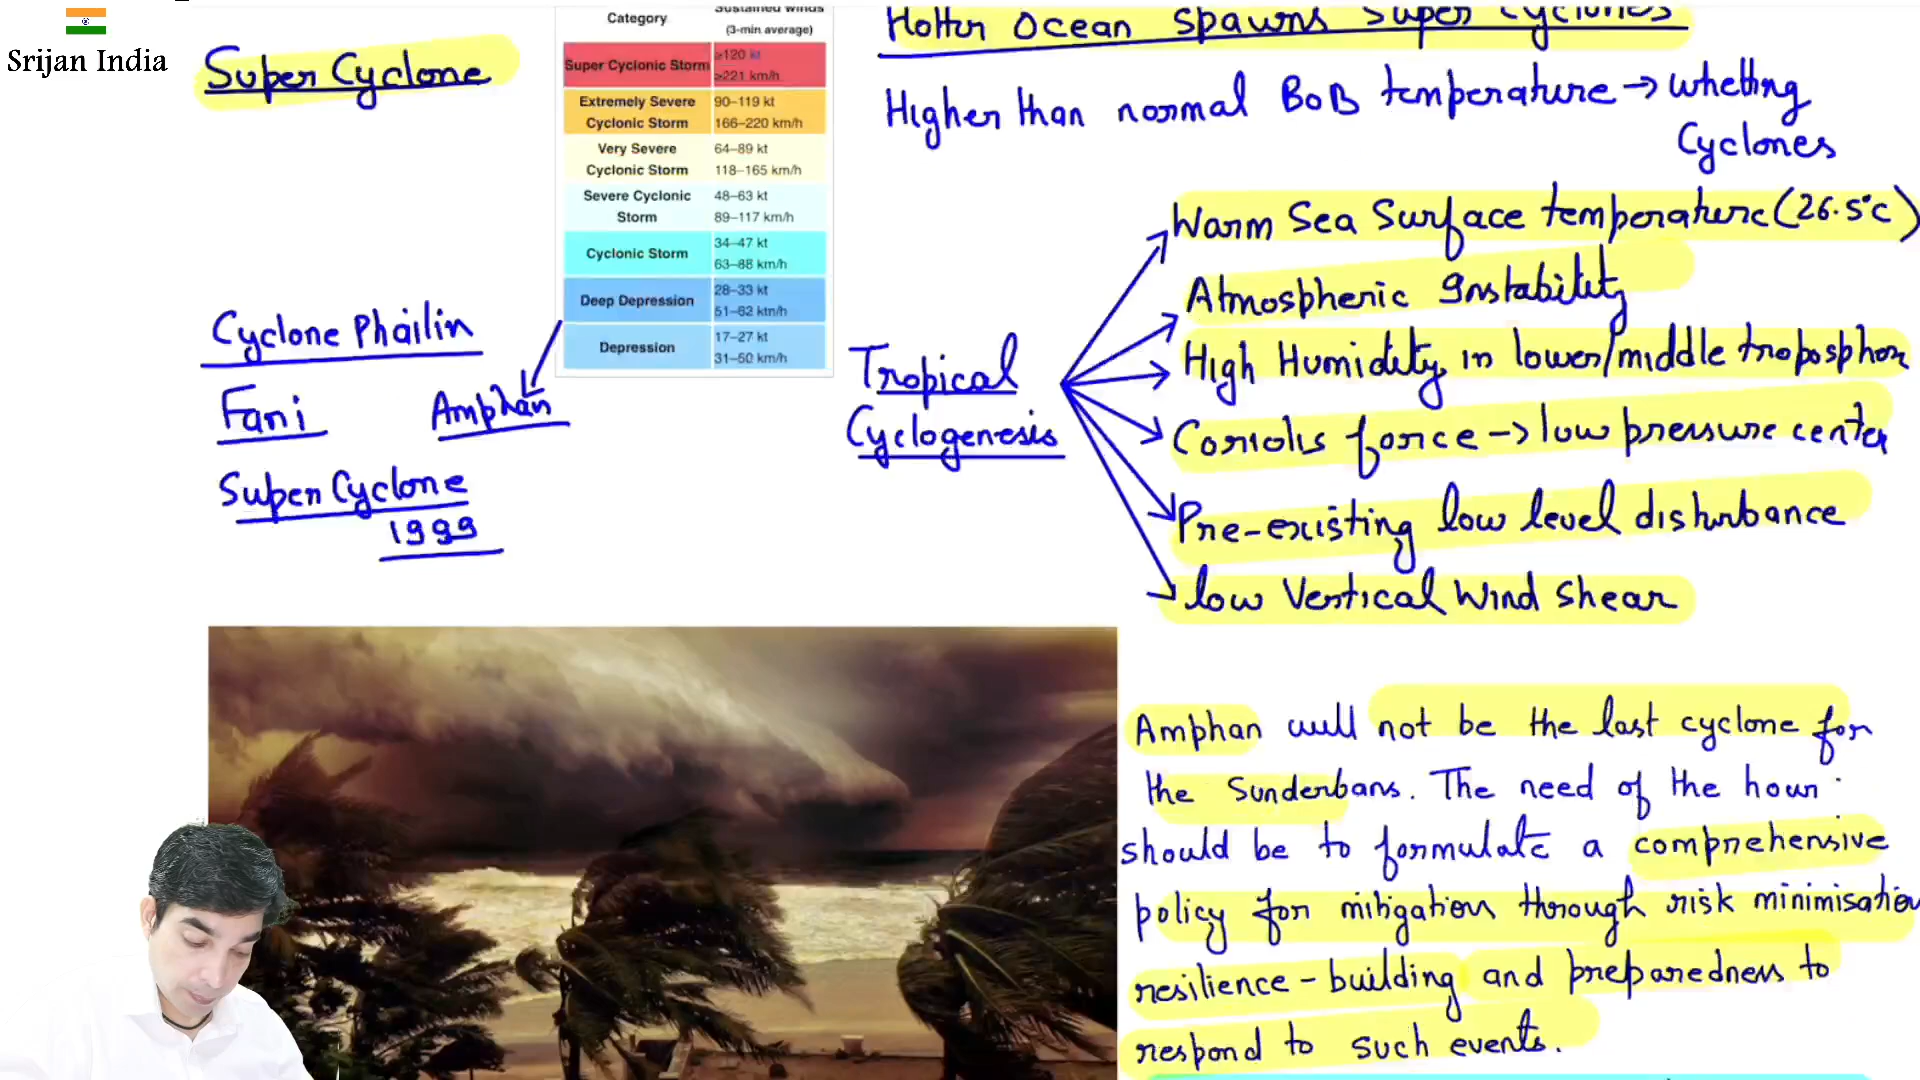 Srijan India
Super Cyclone
Category
Sustained winds
(3-min average)
Super Cyclonic Storm
≥120 kt
≥221 km/h
Extremely Severe
Cyclonic Storm
90–119 kt
166–220 km/h
Very Severe
Cyclonic Storm
64–89 kt
118–165 km/h
Severe Cyclonic
Storm
48–63 kt
89–117 km/h
Cyclonic Storm
34–47 kt
63–88 km/h
Deep Depression
28–33 kt
51–62 km/h
Depression
17–27 kt
31–50 km/h
Cyclone Phailin
Fani
Amphan
Super Cyclone
1999
Hotter Ocean spawns super cyclones
Higher than normal BoB temperature → whetting
Cyclones
Tropical
Cyclogenesis
Warm Sea Surface temperature (26.5°C)
Atmospheric Instability
High Humidity in lower/middle troposphere
Coriolis force → low pressure center
Pre-existing low level disturbance
low Vertical Wind Shear
Amphan will not be the last cyclone for
the Sunderbans. The need of the hour
should be to formulate a comprehensive
policy for mitigation through risk minimisation
resilience - building and preparedness to
respond to such events.